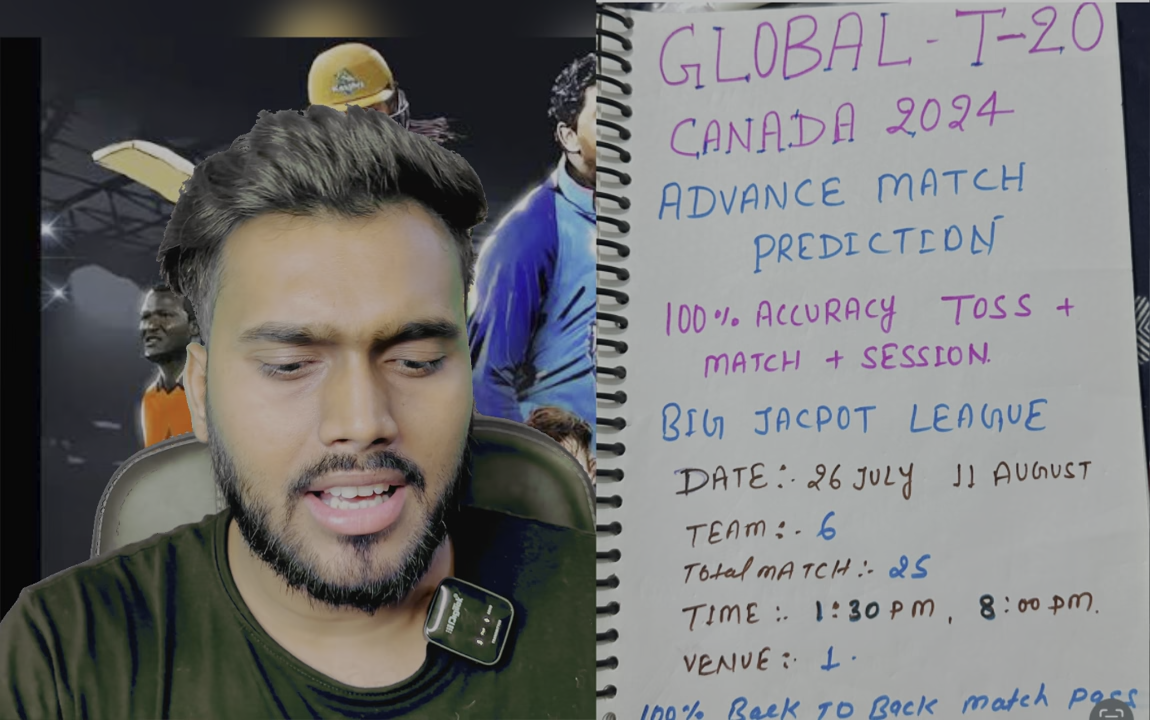 Knights
GLOBAL - T-20
CANADA 2024
ADVANCE MATCH
PREDICTION
100% ACCURACY TOSS +
MATCH + SESSION.
BIG JACPOT LEAGUE
DATE :- 26 JULY 11 AUGUST
TEAM :- 6
Total MATCH :- 25
TIME :- 1:30 PM, 8:00 PM.
VENUE :- 1.
100% Back TO Back match pass